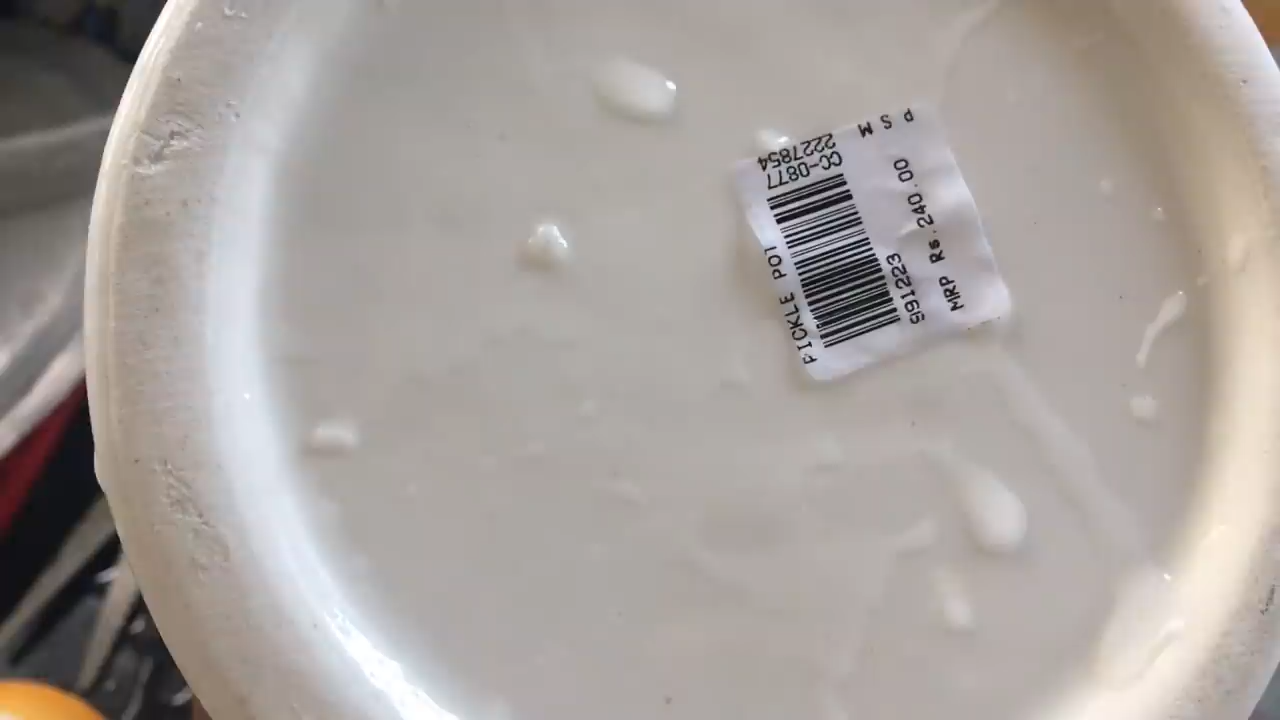 PICKLE POT
2227854
CC-0877
991223
MRP Rs.240.00
P S M